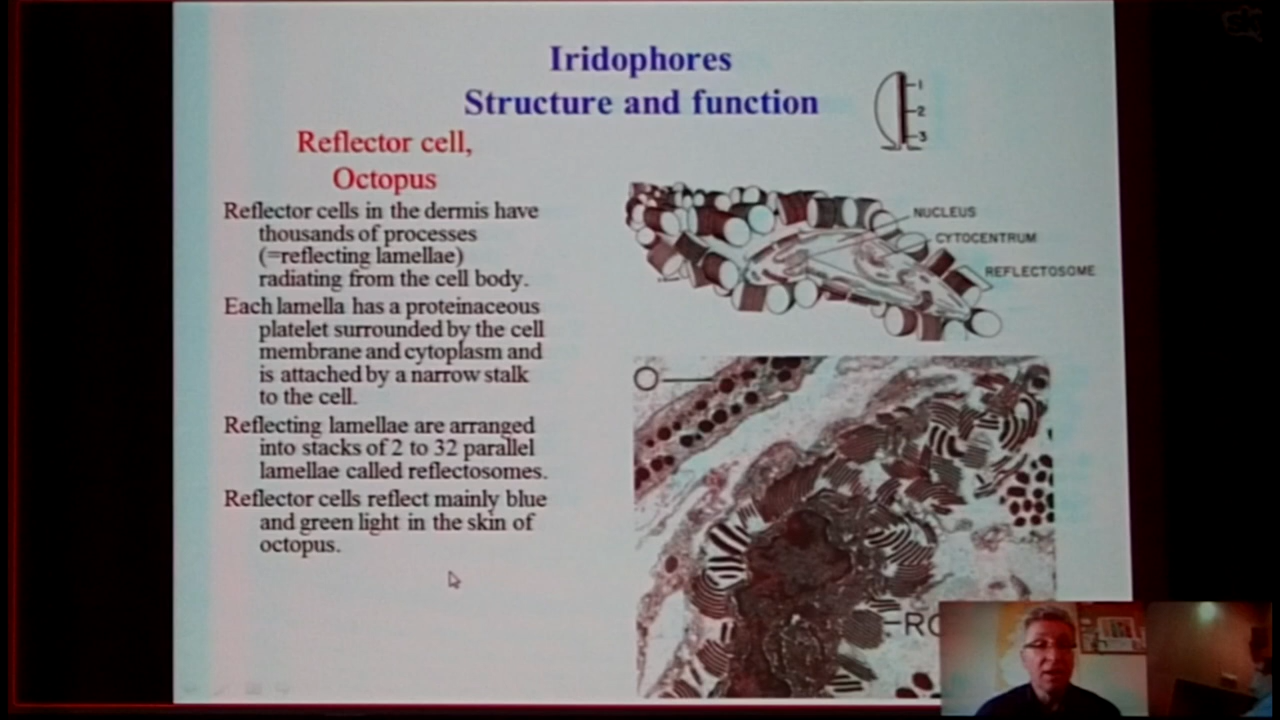 Iridophores
Structure and function
1
2
3
Reflector cell,
Octopus
Reflector cells in the dermis have
thousands of processes
(=reflecting lamellae)
radiating from the cell body.
Each lamella has a proteinaceous
platelet surrounded by the cell
membrane and cytoplasm and
is attached by a narrow stalk
to the cell.
Reflecting lamellae are arranged
into stacks of 2 to 32 parallel
lamellae called reflectosomes.
Reflector cells reflect mainly blue
and green light in the skin of
octopus.
NUCLEUS
CYTOCENTRUM
REFLECTOSOME
O
RC